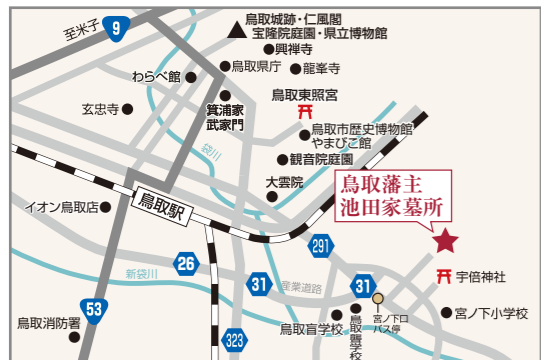 至米子
9
鳥取城跡・仁風閣
宝隆院庭園・県立博物館
興禅寺
鳥取県庁
龍峯寺
わらべ館
玄忠寺
箕浦家
武家門
鳥取東照宮
鳥取市歴史博物館
やまびこ館
観音院庭園
袋川
大雲院
鳥取藩主
池田家墓所
鳥取駅
イオン鳥取店
291
新袋川
26
31
産業道路
31
宇倍神社
53
323
鳥取消防署
鳥取盲学校
鳥取聾学校
宮ノ下口
バス停
宮ノ下小学校